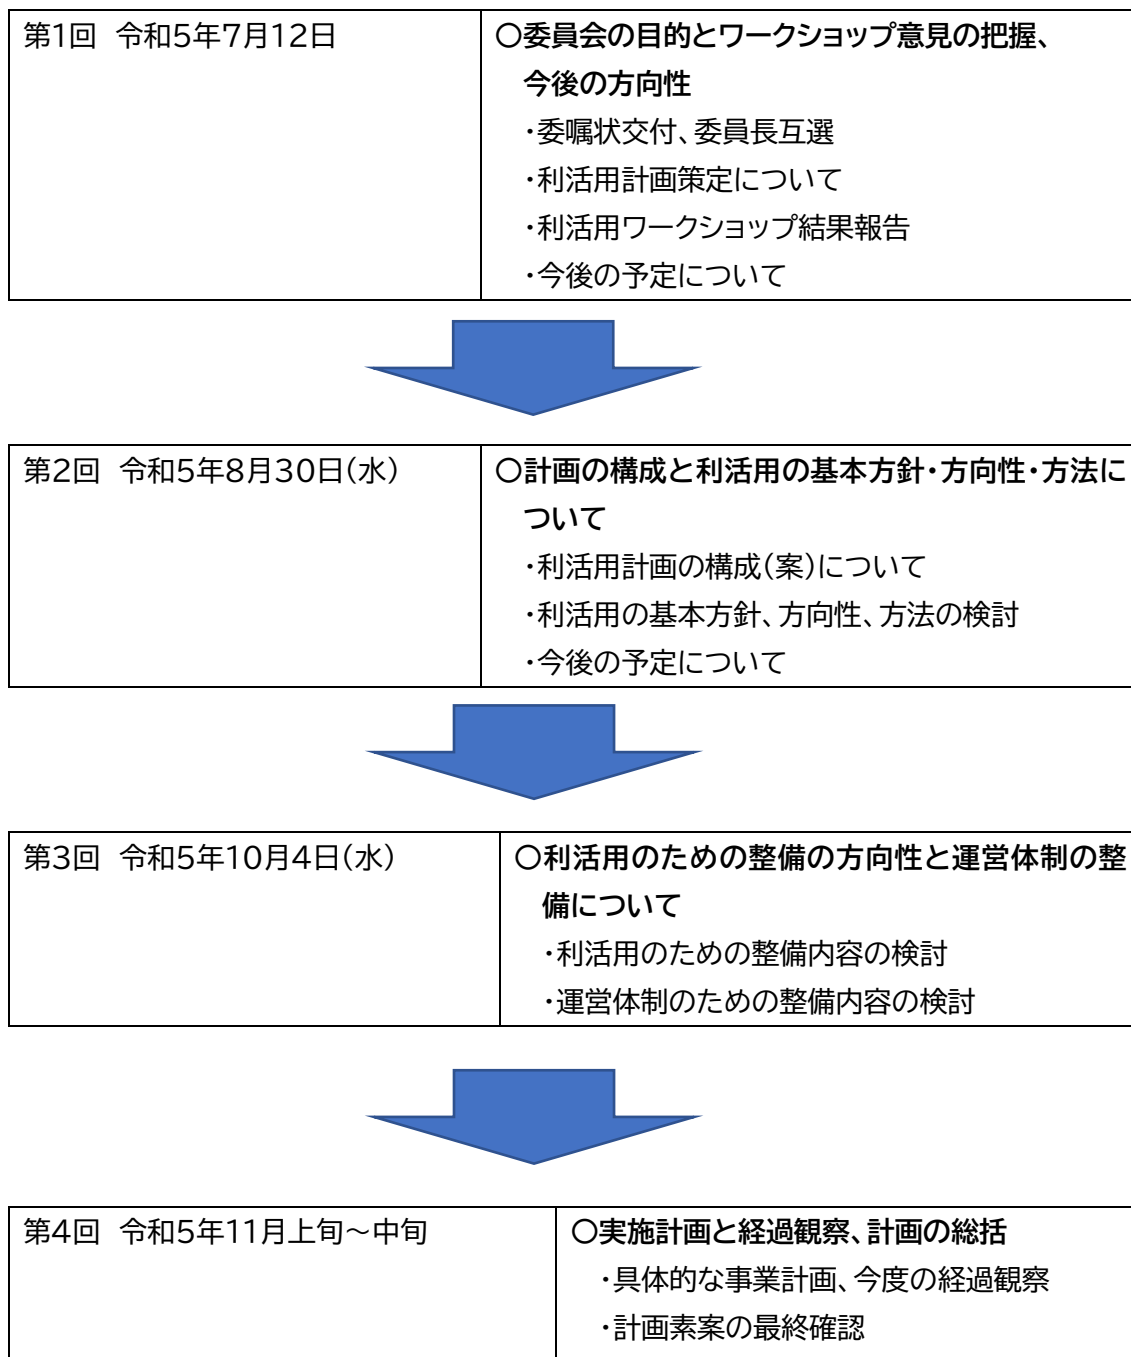 第1回　令和5年7月12日
〇委員会の目的とワークショップ意見の把握、
今後の方向性
・委嘱状交付、委員長互選
・利活用計画策定について
・利活用ワークショップ結果報告
・今後の予定について
第2回　令和5年8月30日(水)
〇計画の構成と利活用の基本方針・方向性・方法に
ついて
・利活用計画の構成(案)について
・利活用の基本方針、方向性、方法の検討
・今後の予定について
第3回　令和5年10月4日(水)
〇利活用のための整備の方向性と運営体制の整
備について
・利活用のための整備内容の検討
・運営体制のための整備内容の検討
第4回　令和5年11月上旬～中旬
〇実施計画と経過観察、計画の総括
・具体的な事業計画、今度の経過観察
・計画素案の最終確認